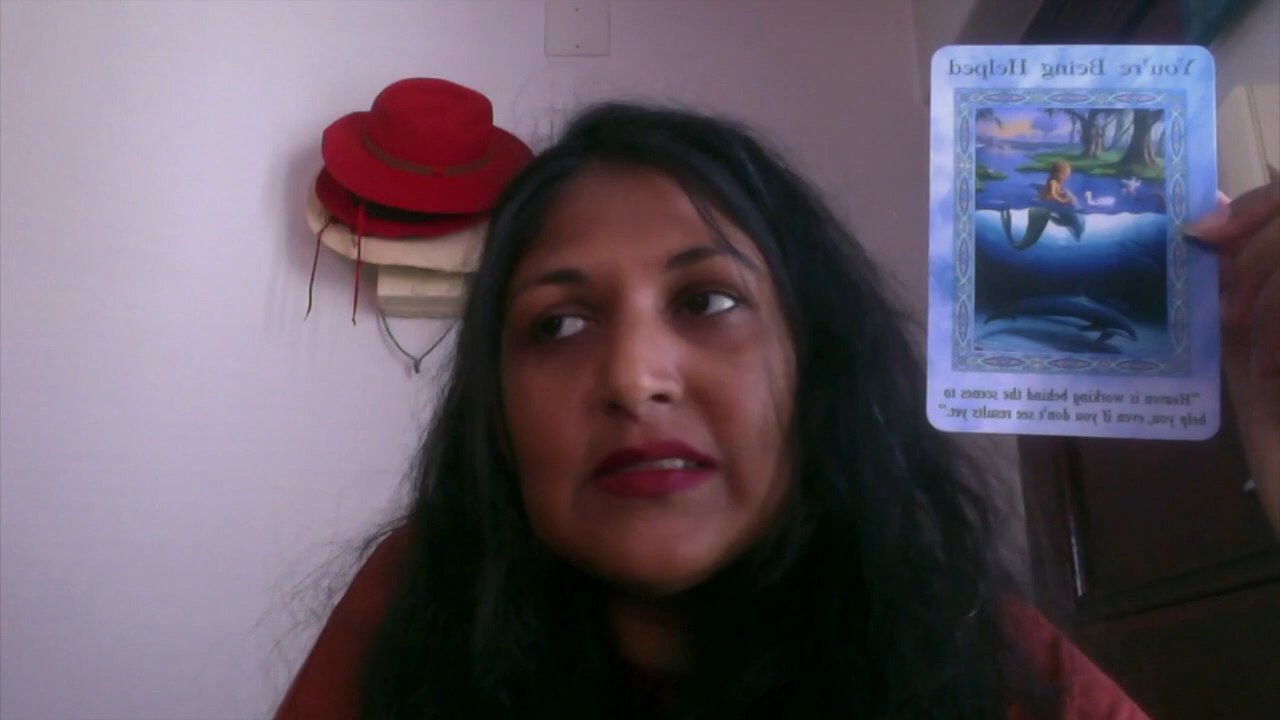 You're Being Helped
"Heaven is working behind the scenes to
help you, even if you don't see results yet."